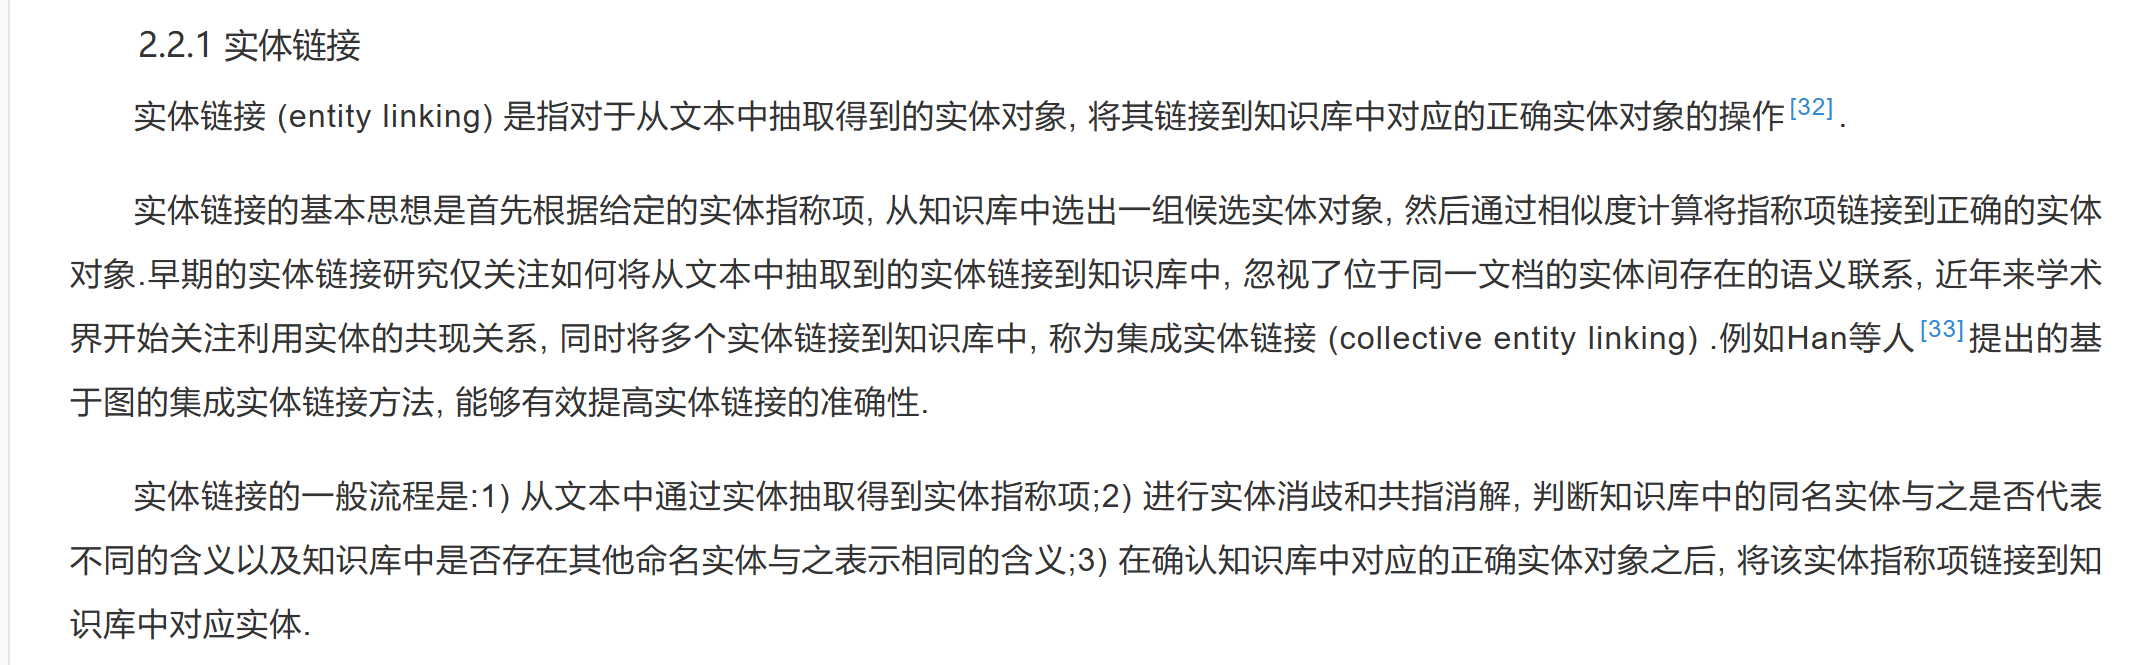 2.2.1 实体链接
实体链接 (entity linking) 是指对于从文本中抽取得到的实体对象, 将其链接到知识库中对应的正确实体对象的操作[32].
实体链接的基本思想是首先根据给定的实体指称项, 从知识库中选出一组候选实体对象, 然后通过相似度计算将指称项链接到正确的实体
对象.早期的实体链接研究仅关注如何将从文本中抽取到的实体链接到知识库中, 忽视了位于同一文档的实体间存在的语义联系, 近年来学术
界开始关注利用实体的共现关系, 同时将多个实体链接到知识库中, 称为集成实体链接 (collective entity linking) .例如Han等人[33]提出的基
于图的集成实体链接方法, 能够有效提高实体链接的准确性.
实体链接的一般流程是:1) 从文本中通过实体抽取得到实体指称项;2) 进行实体消歧和共指消解, 判断知识库中的同名实体与之是否代表
不同的含义以及知识库中是否存在其他命名实体与之表示相同的含义;3) 在确认知识库中对应的正确实体对象之后, 将该实体指称项链接到知
识库中对应实体.